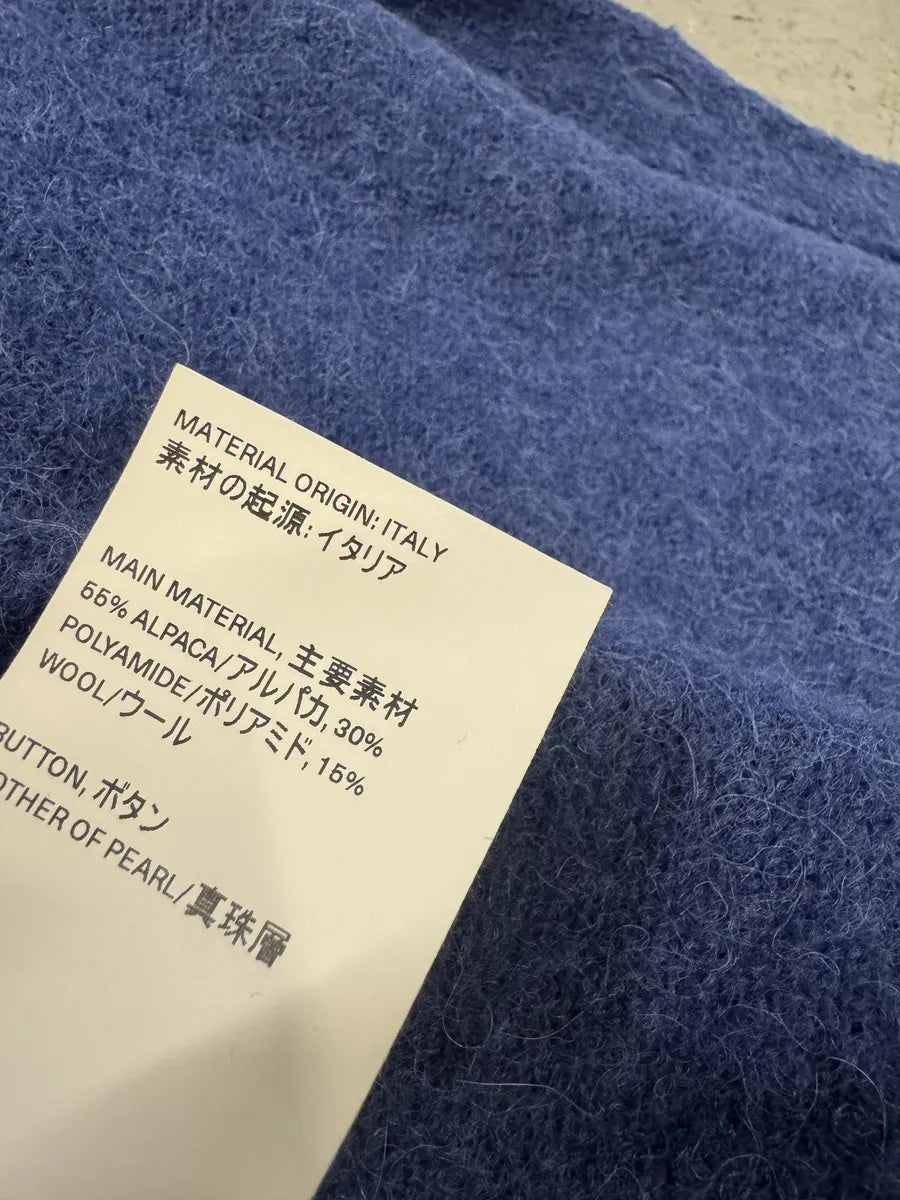 MATERIAL ORIGIN: ITALY
素材の起源: イタリア
MAIN MATERIAL, 主要素材
55% ALPACA/アルパカ, 30%
POLYAMIDE/ポリアミド, 15%
WOOL/ウール
BUTTON, ボタン
OTHER OF PEARL/真珠層